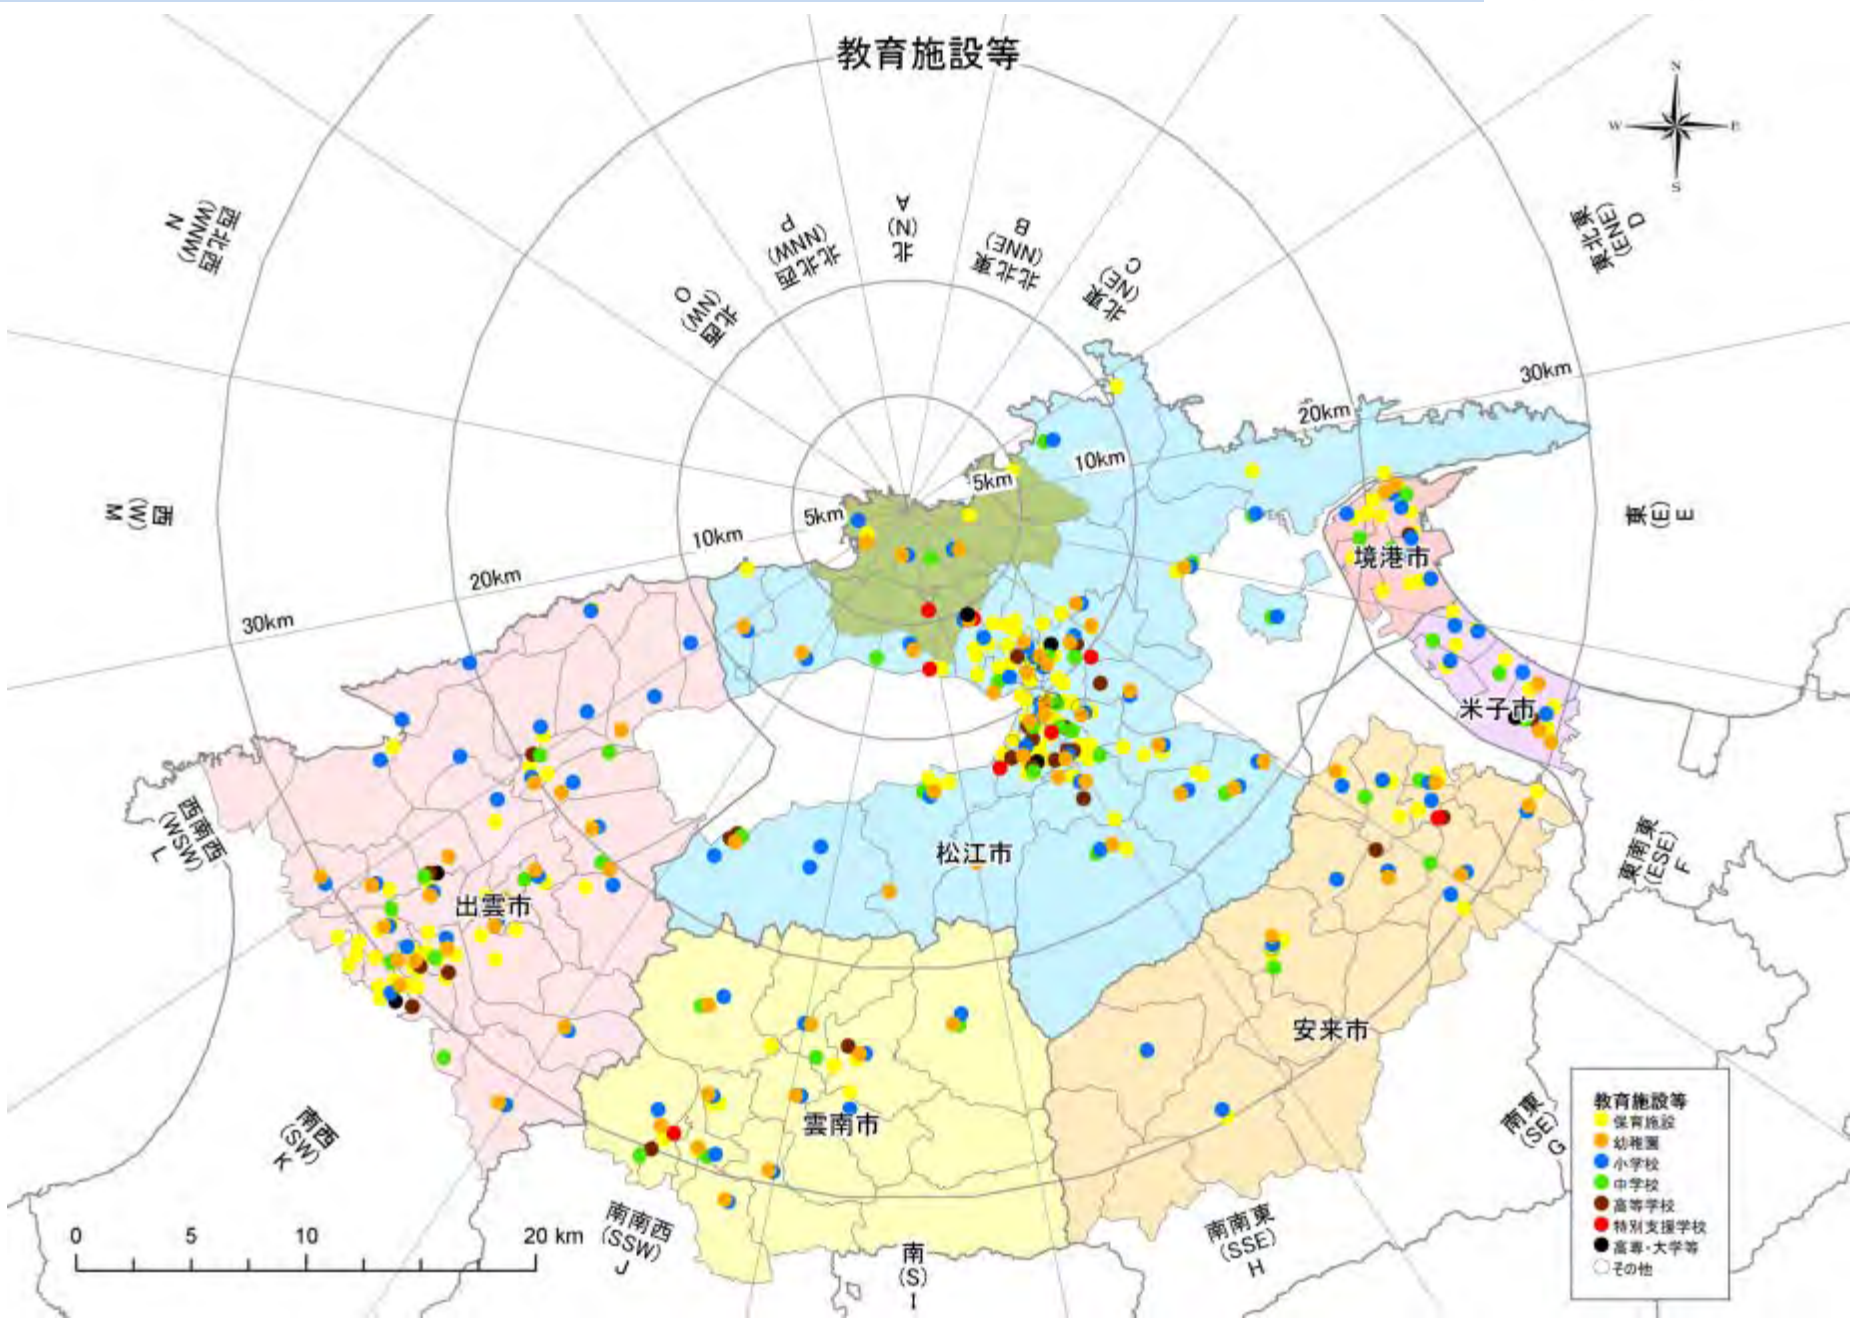 教育施設等
N
W
E
S
北
(N)
A
北北東
(NNE)
B
北東
(NE)
C
東北東
(ENE)
D
東
(E)
E
東南東
(ESE)
F
南東
(SE)
G
南南東
(SSE)
H
南
(S)
I
南南西
(SSW)
J
南西
(SW)
K
西南西
(WSW)
L
西
(W)
M
西北西
(WNW)
N
北西
(NW)
O
北北西
(NNW)
P
5km
10km
20km
30km
5km
10km
20km
30km
境港市
米子市
松江市
出雲市
安来市
雲南市
0 5 10 20 km
教育施設等
保育施設
幼稚園
小学校
中学校
高等学校
特別支援学校
高専・大学等
その他